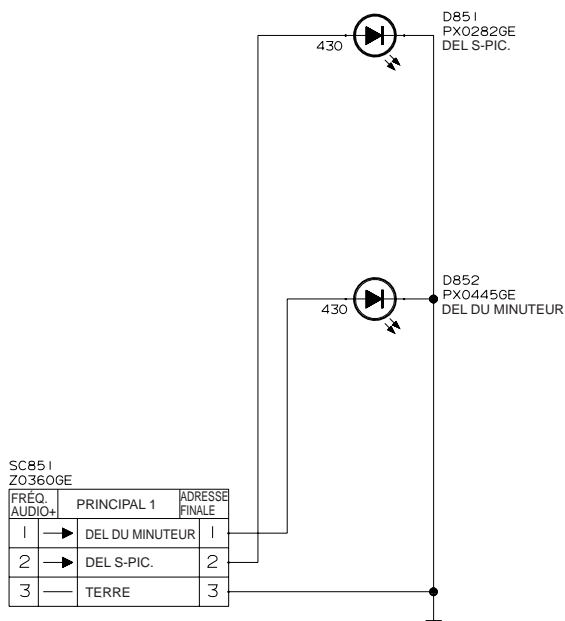 D851
PX0282GE
DEL S-PIC.
430
D852
PX0445GE
DEL DU MINUTEUR
430
SC851
Z0360GE
FRÉQ. AUDIO+ PRINCIPAL 1 ADRESSE FINALE
1 DEL DU MINUTEUR 1
2 DEL S-PIC. 2
3 TERRE 3